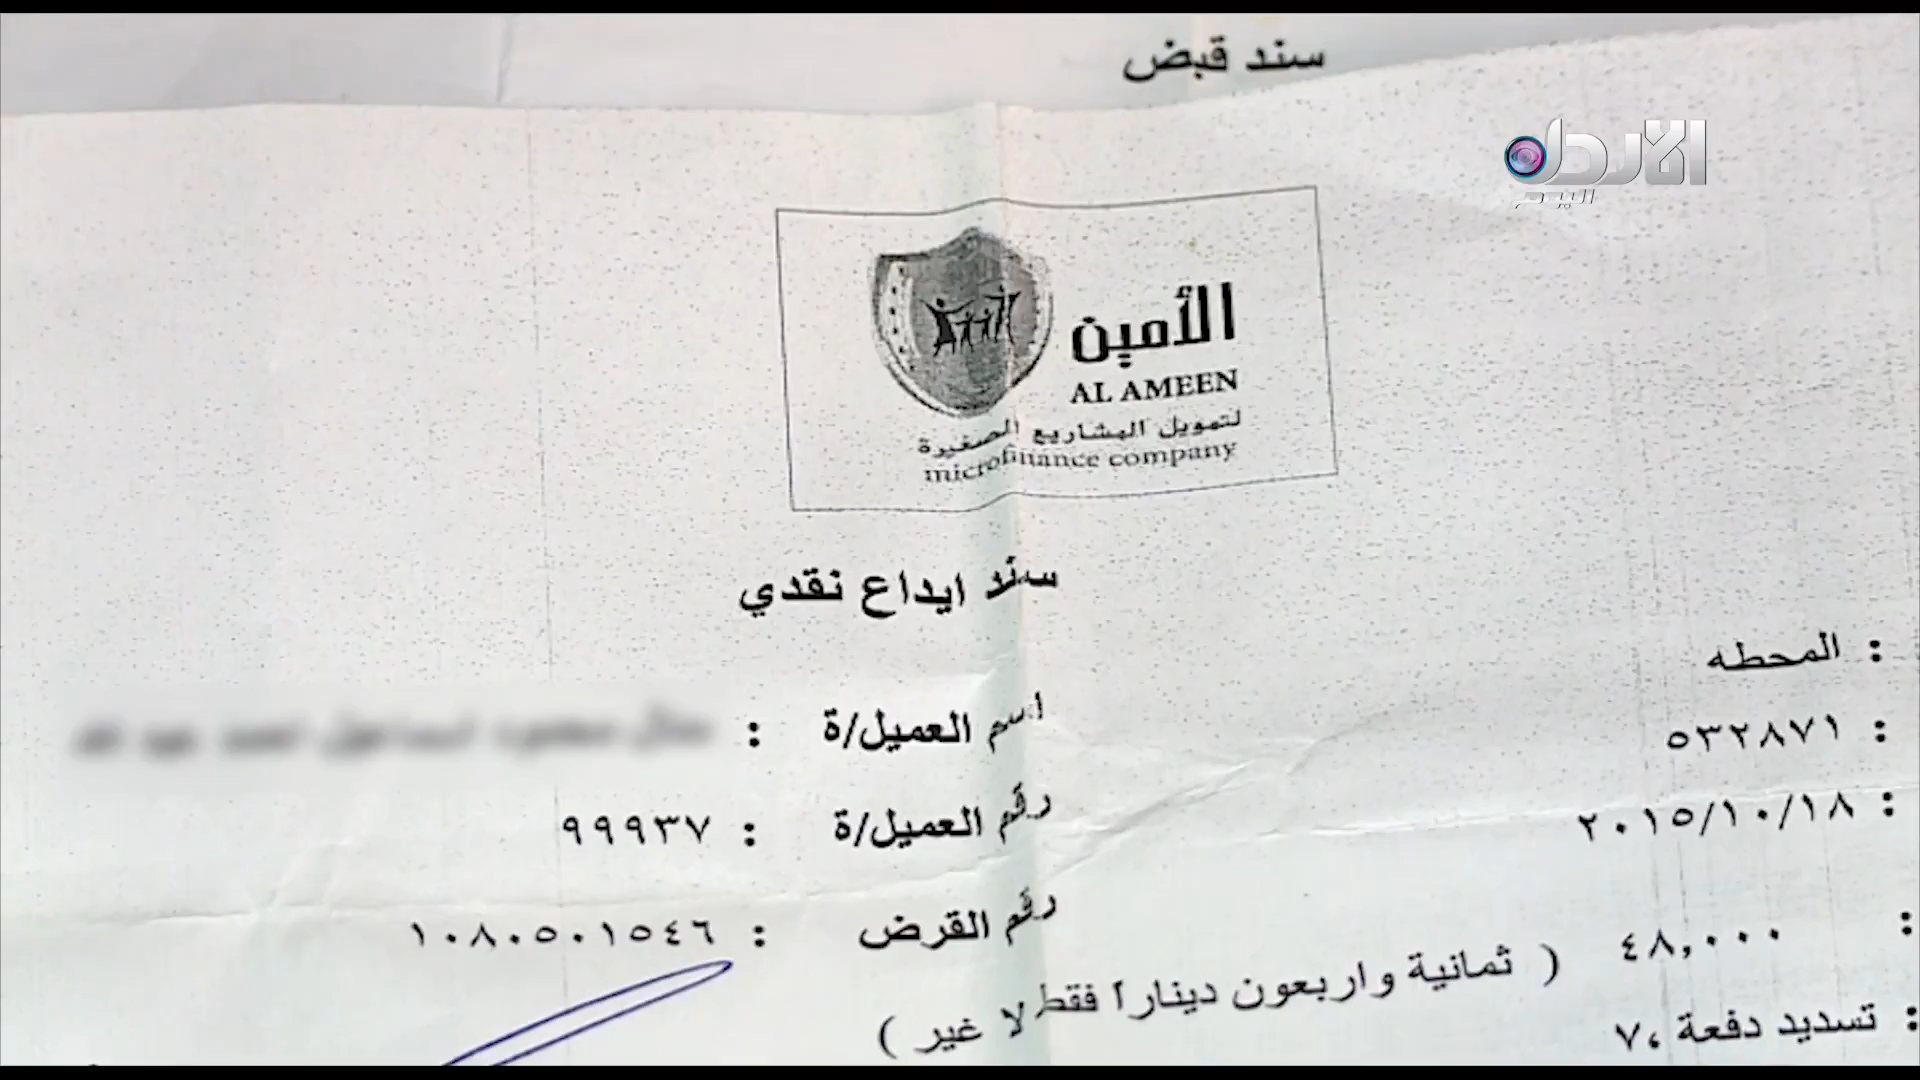 سند قبض
الاردن
اليوم
الأمين
AL AMEEN
لتمويل المشاريع الصغيرة
microfinance company
سند ايداع نقدي
: المحطه
اسم العميل/ة :
: ٥٣٢٨٧١
رقم العميل/ة : ٩٩٩٣٧
: ٢٠١٥/١٠/١٨
رقم القرض : ١٠٨٠٥٠١٥٤٦
: ٤٨,٠٠٠ ( ثمانية واربعون ديناراً فقط لا غير )
: تسديد دفعة ٧،